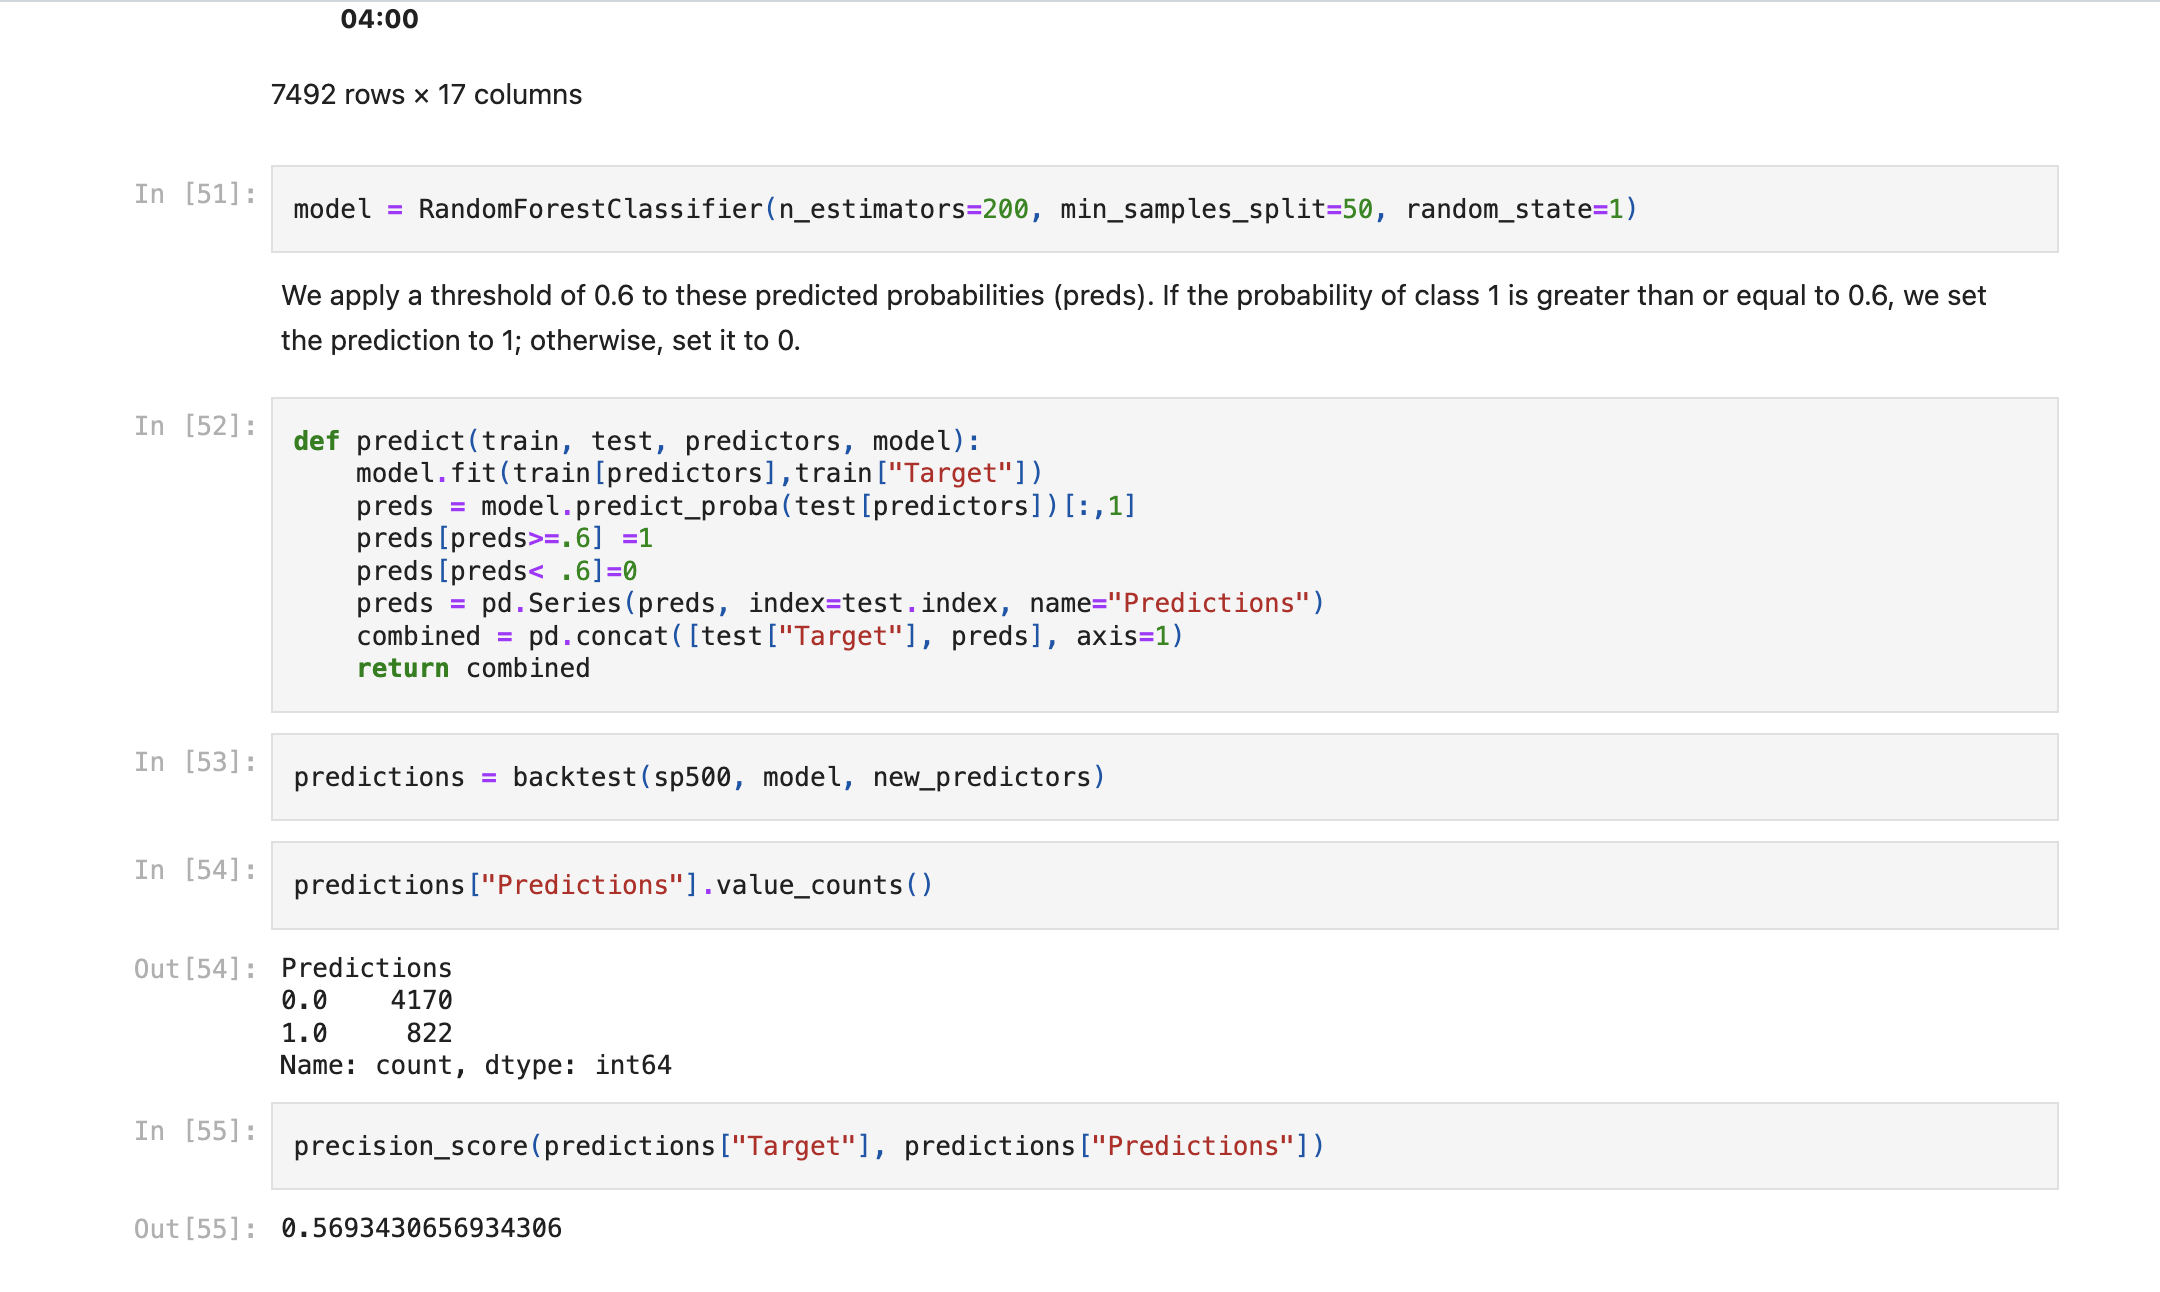 04:00
7492 rows × 17 columns
In [51]:
model = RandomForestClassifier(n_estimators=200, min_samples_split=50, random_state=1)
We apply a threshold of 0.6 to these predicted probabilities (preds). If the probability of class 1 is greater than or equal to 0.6, we set
the prediction to 1; otherwise, set it to 0.
In [52]:
def predict(train, test, predictors, model):
    model.fit(train[predictors],train["Target"])
    preds = model.predict_proba(test[predictors])[:,1]
    preds[preds>=.6] =1
    preds[preds< .6]=0
    preds = pd.Series(preds, index=test.index, name="Predictions")
    combined = pd.concat([test["Target"], preds], axis=1)
    return combined
In [53]:
predictions = backtest(sp500, model, new_predictors)
In [54]:
predictions["Predictions"].value_counts()
Out[54]:
Predictions
0.0    4170
1.0     822
Name: count, dtype: int64
In [55]:
precision_score(predictions["Target"], predictions["Predictions"])
Out[55]:
0.5693430656934306